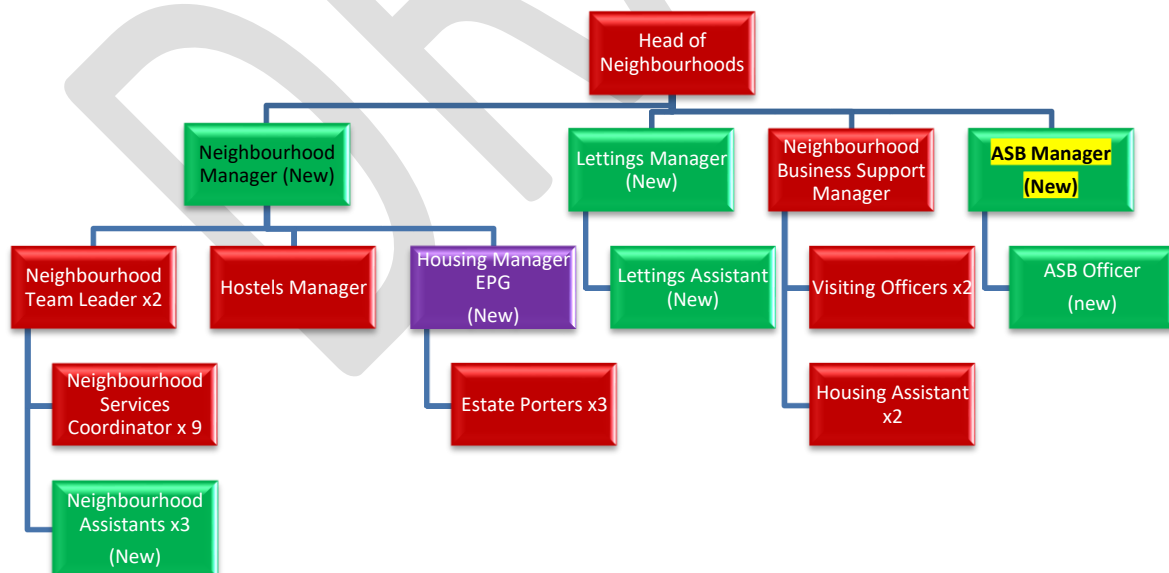 Head of
Neighbourhoods
Neighbourhood
Manager (New)
Lettings Manager
(New)
Neighbourhood
Business Support
Manager
ASB Manager
(New)
Neighbourhood
Team Leader x2
Hostels Manager
Housing Manager
EPG
(New)
Lettings Assistant
(New)
Visiting Officers x2
ASB Officer
(new)
Neighbourhood
Services
Coordinator x 9
Estate Porters x3
Housing Assistant
x2
Neighbourhood
Assistants x3
(New)